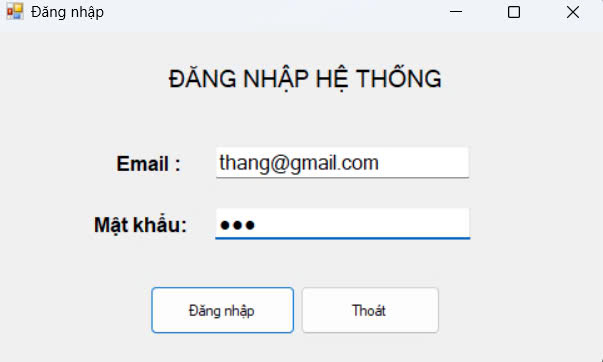 Đăng nhập
ĐĂNG NHẬP HỆ THỐNG
Email : thang@gmail.com
Mật khẩu: ●●●
Đăng nhập Thoát